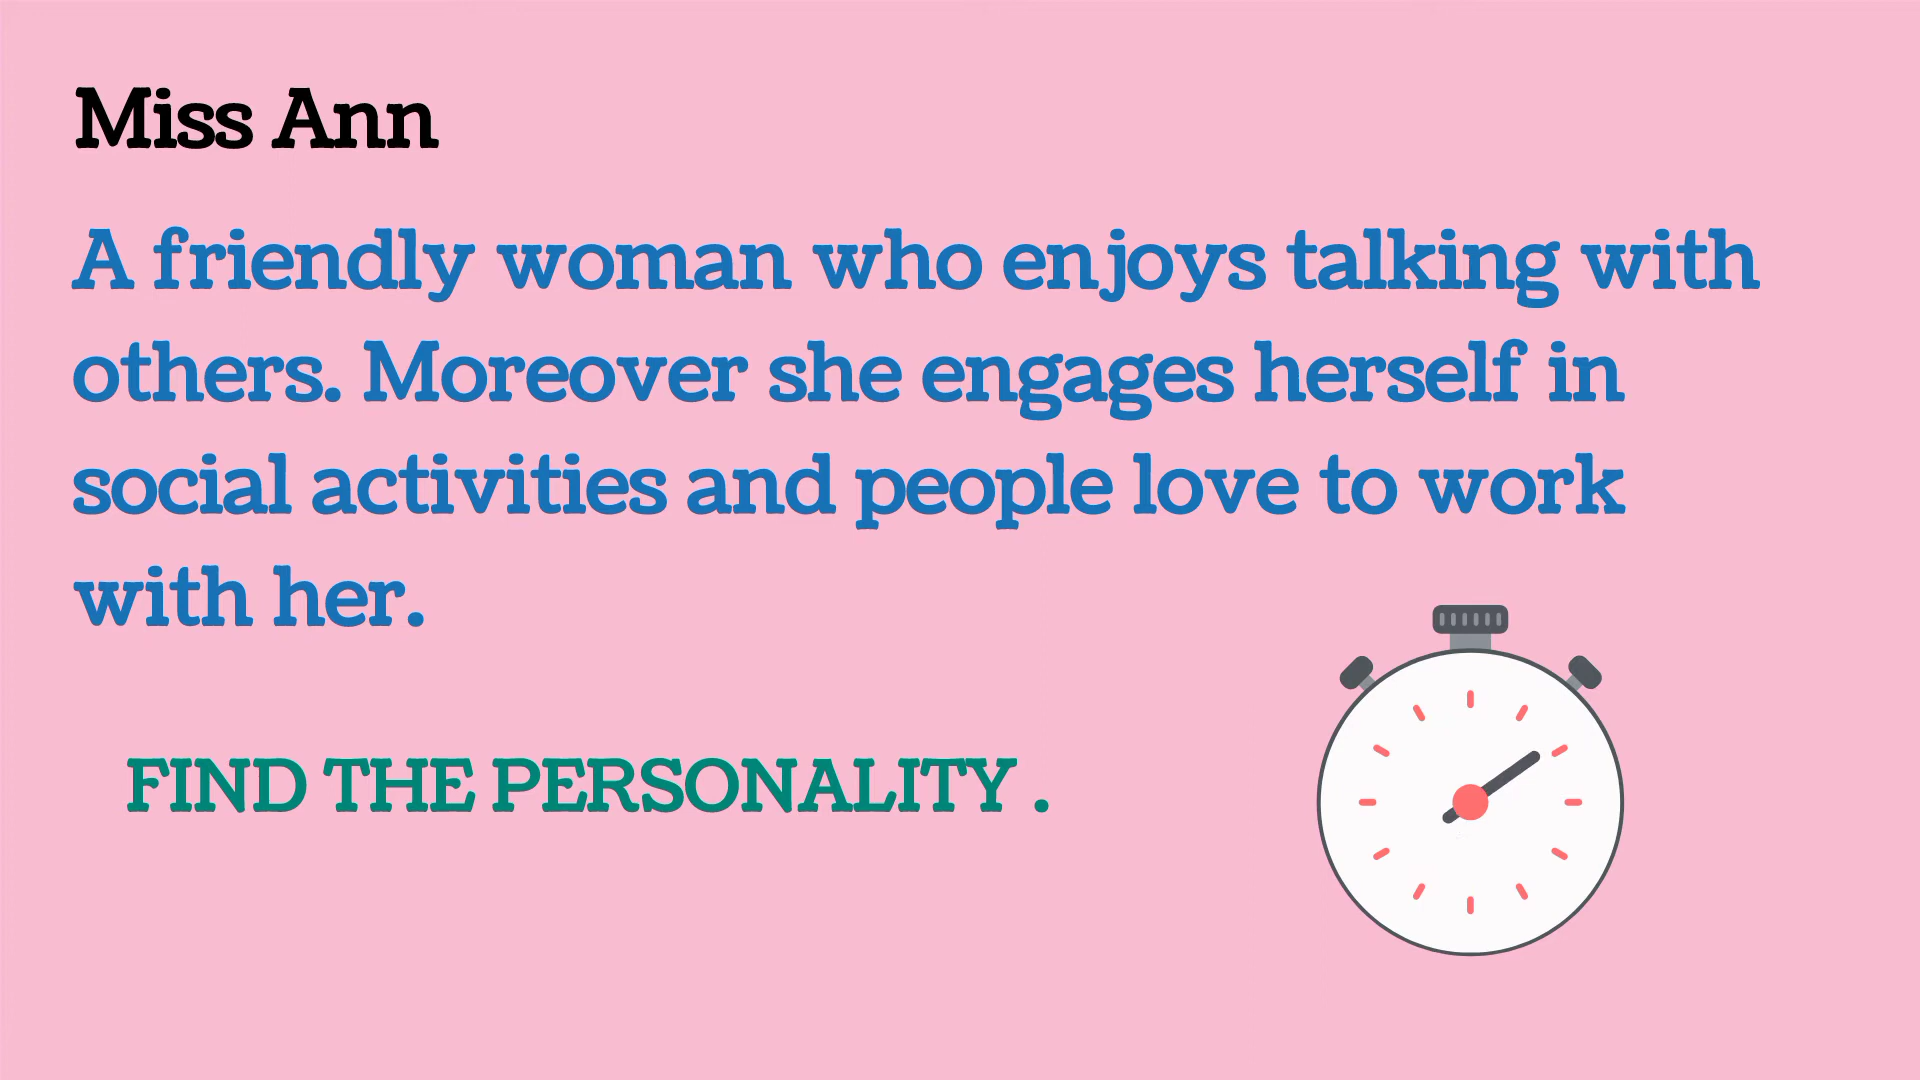 Miss Ann
A friendly woman who enjoys talking with
others. Moreover she engages herself in
social activities and people love to work
with her.
FIND THE PERSONALITY .